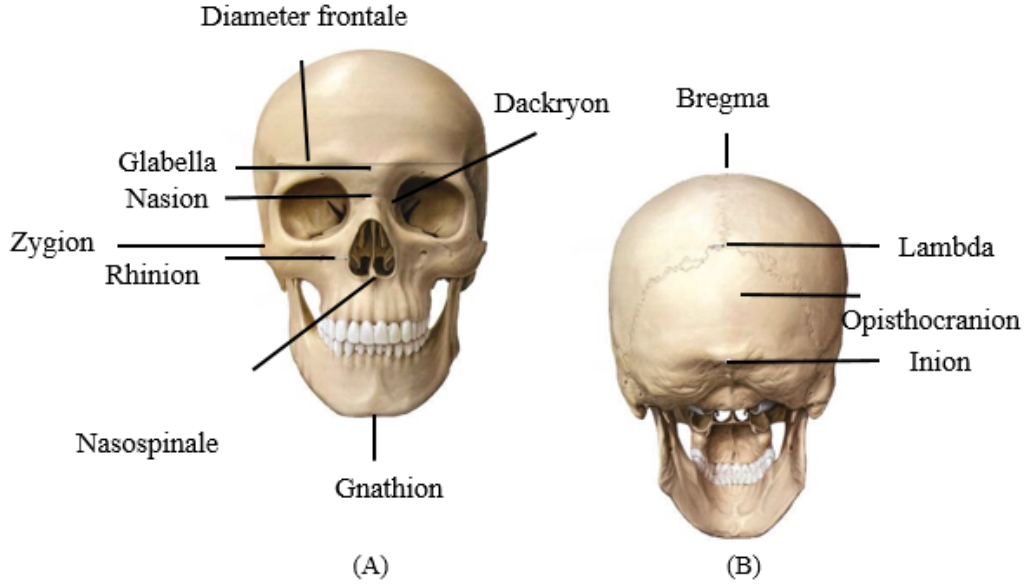 Diameter frontale
Dackryon
Bregma
Glabella
Nasion
Zygion
Lambda
Rhinion
Opisthocranion
Inion
Nasospinale
Gnathion
(A)
(B)